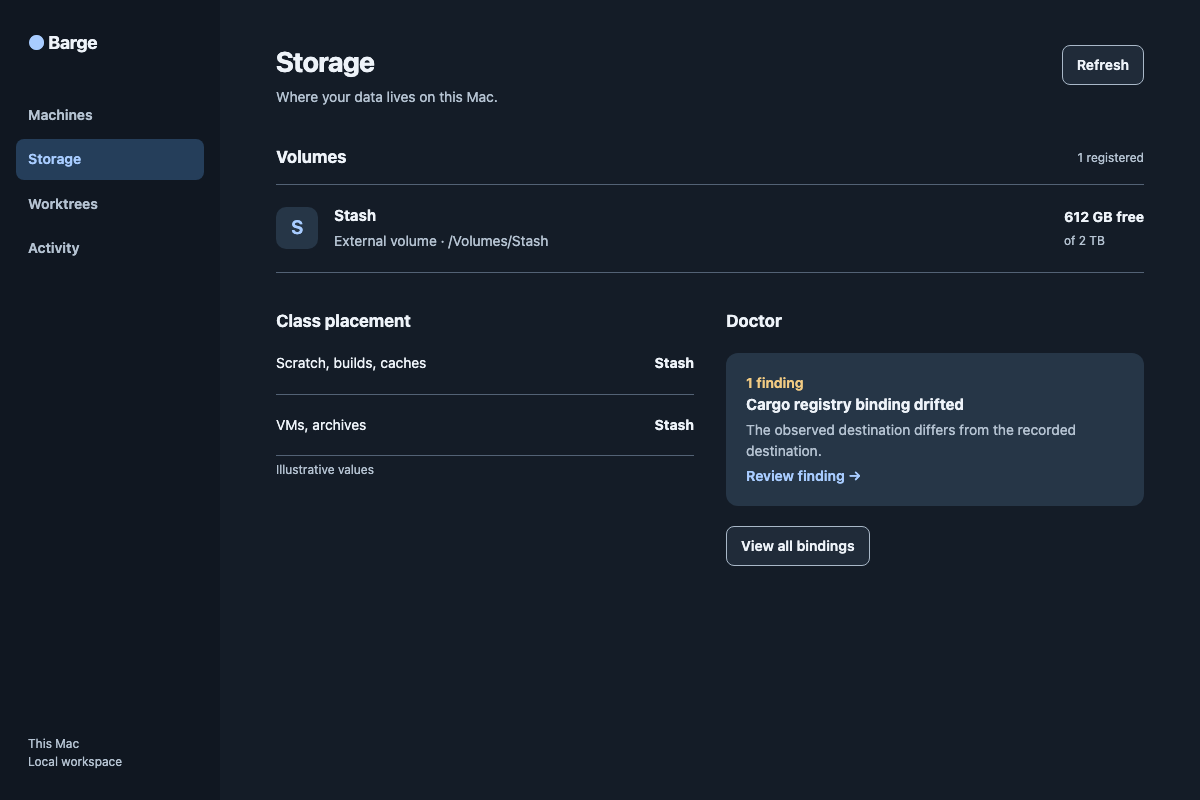 Barge
Machines
Storage
Worktrees
Activity
This Mac
Local workspace
Storage
Where your data lives on this Mac.
Refresh
Volumes
1 registered
S
Stash
External volume · /Volumes/Stash
612 GB free
of 2 TB
Class placement
Scratch, builds, caches
Stash
VMs, archives
Stash
Illustrative values
Doctor
1 finding
Cargo registry binding drifted
The observed destination differs from the recorded
destination.
Review finding →
View all bindings